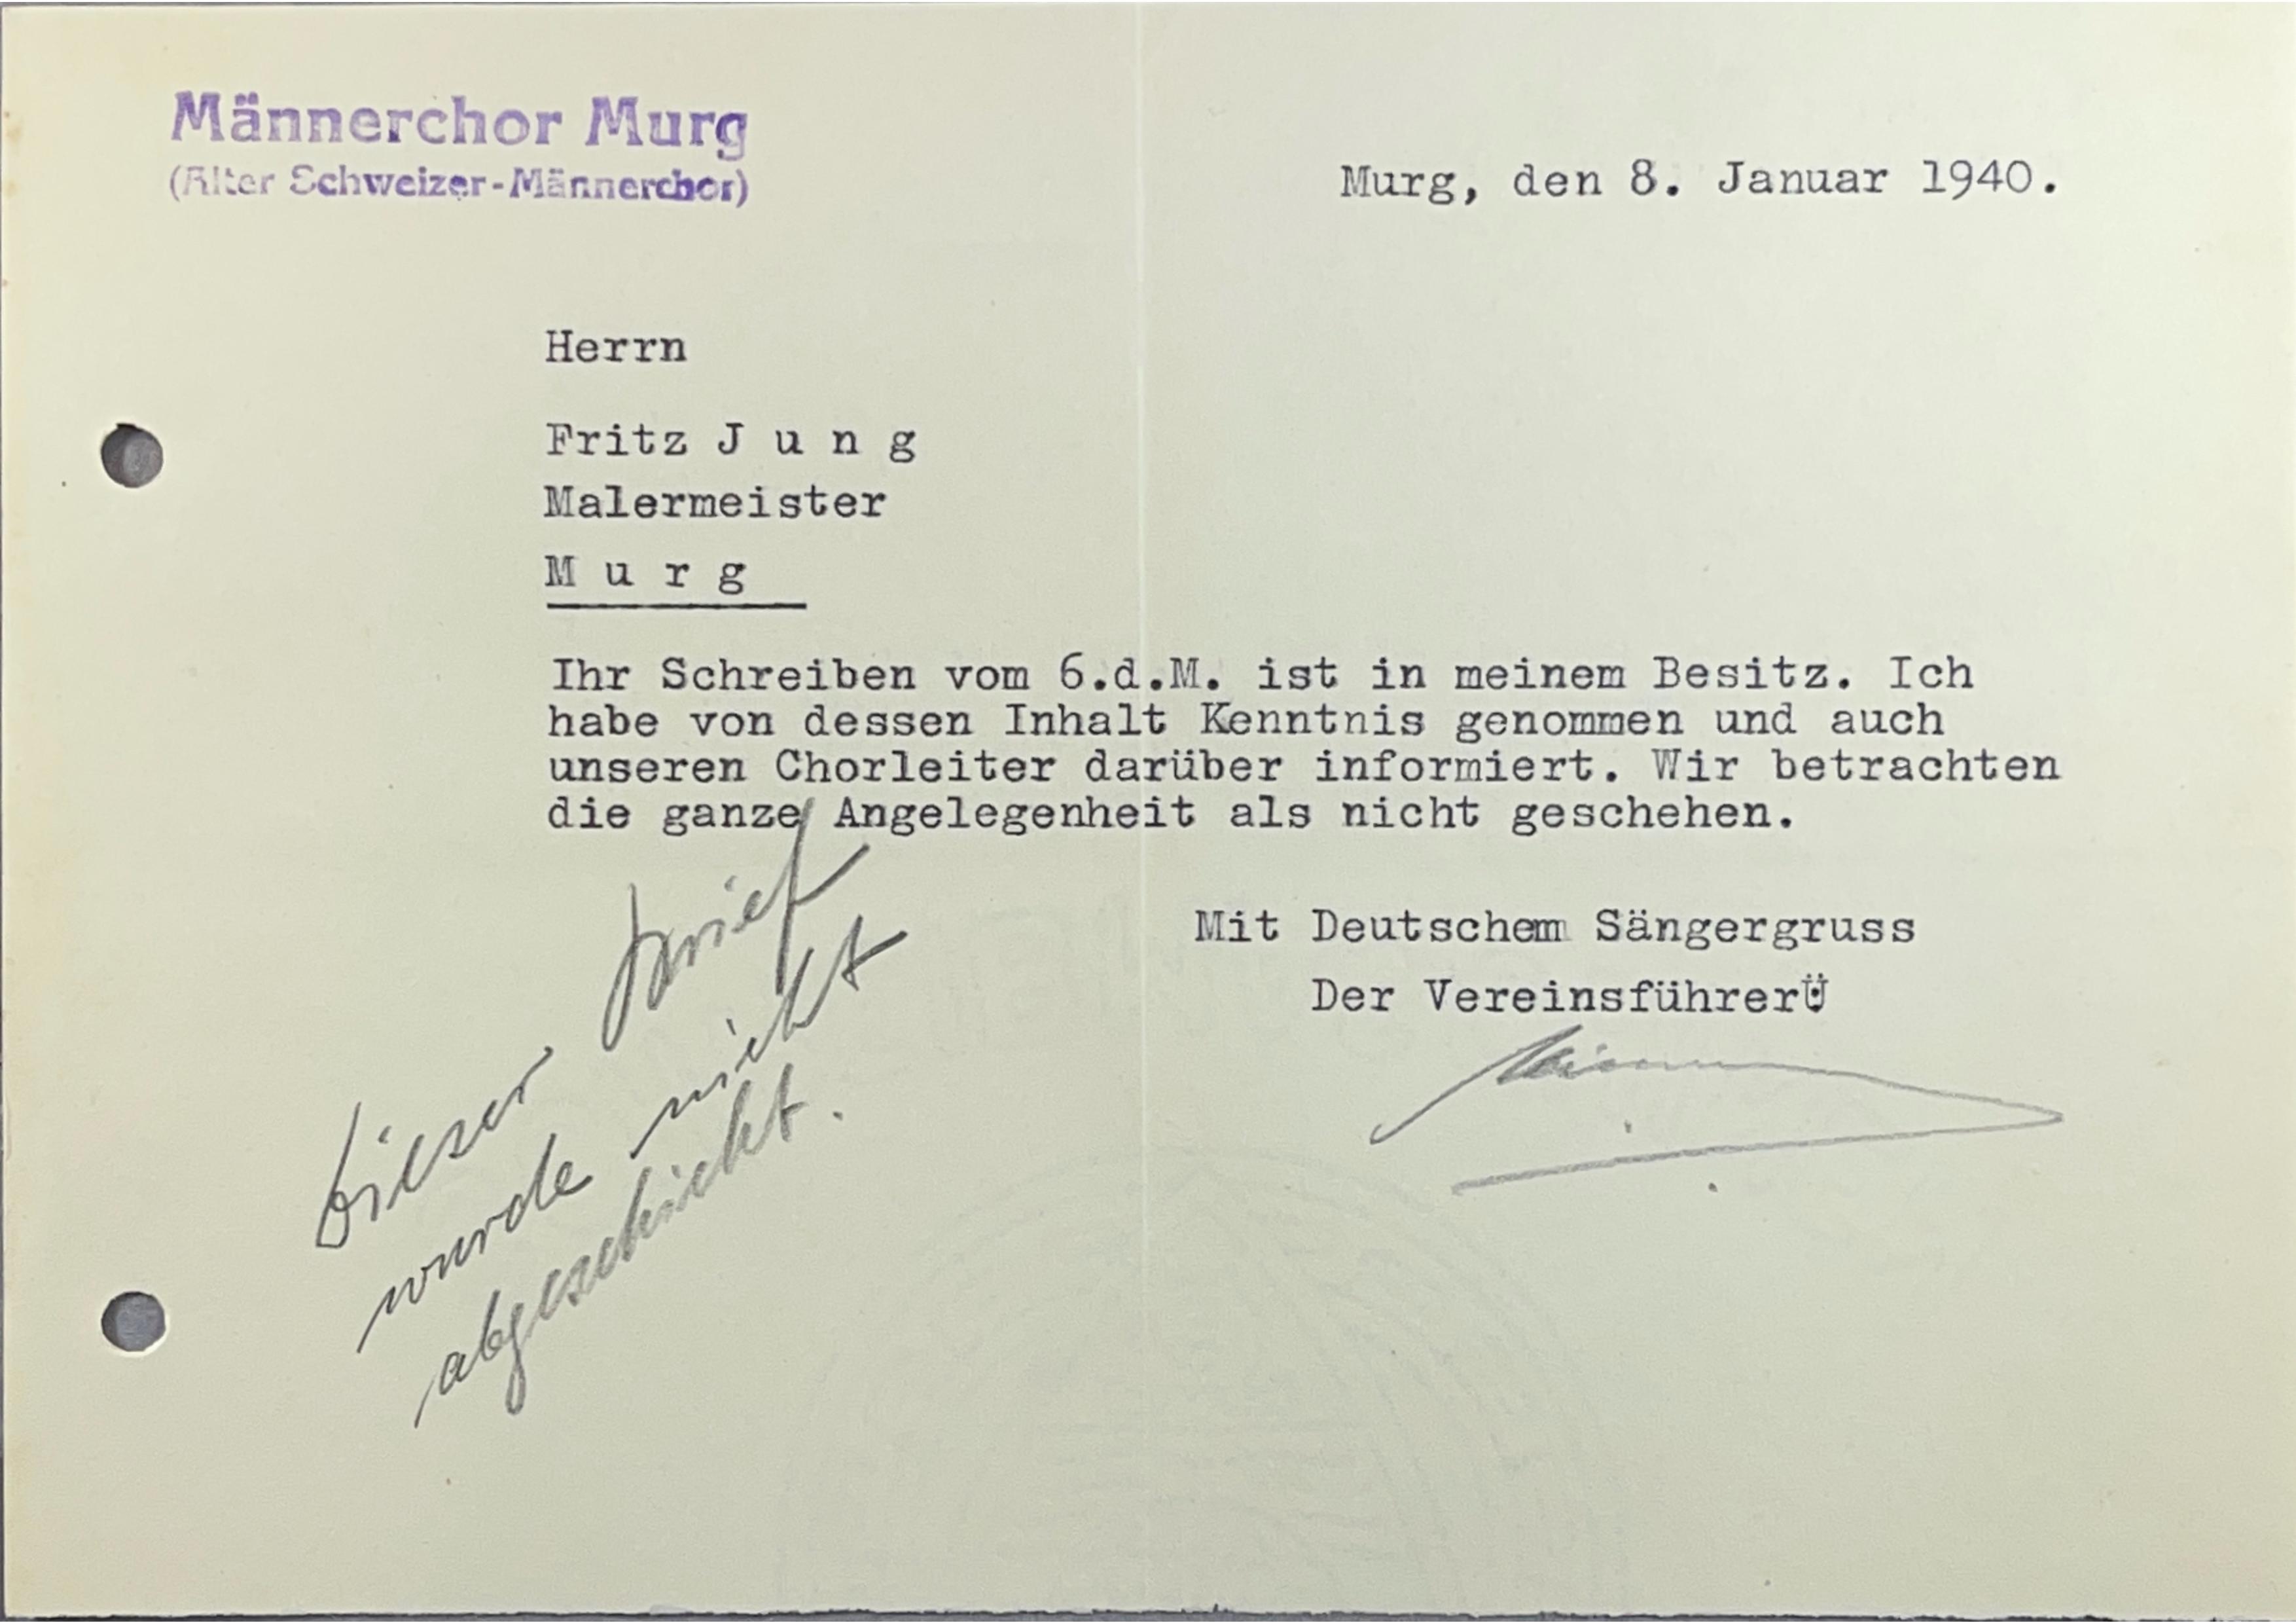 Männerchor Murg
(Alter Schweizer-Männerchor)
Murg, den 8. Januar 1940.
Herrn
Fritz J u n g
Malermeister
M u r g
Ihr Schreiben vom 6.d.M. ist in meinem Besitz. Ich
habe von dessen Inhalt Kenntnis genommen und auch
unseren Chorleiter darüber informiert. Wir betrachten
die ganze Angelegenheit als nicht geschehen.
Mit Deutschem Sängergruss
Der Vereinsführer:
Dieser Brief
wurde nicht
abgeschickt.